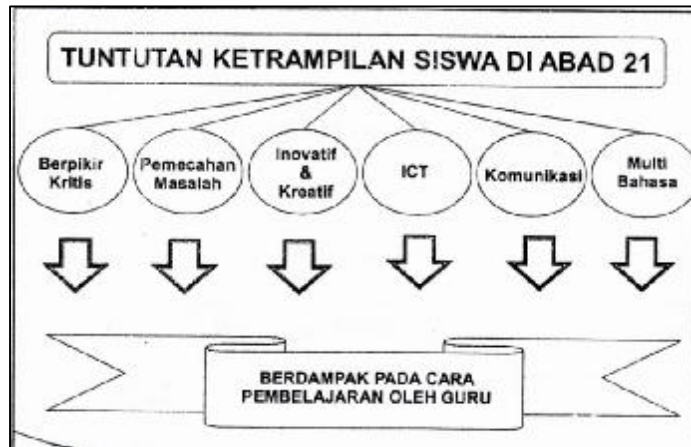 TUNTUTAN KETRAMPILAN SISWA DI ABAD 21
Berpikir
Kritis
Pemecahan
Masalah
Inovatif
&
Kreatif
ICT
Komunikasi
Multi
Bahasa
BERDAMPAK PADA CARA
PEMBELAJARAN OLEH GURU